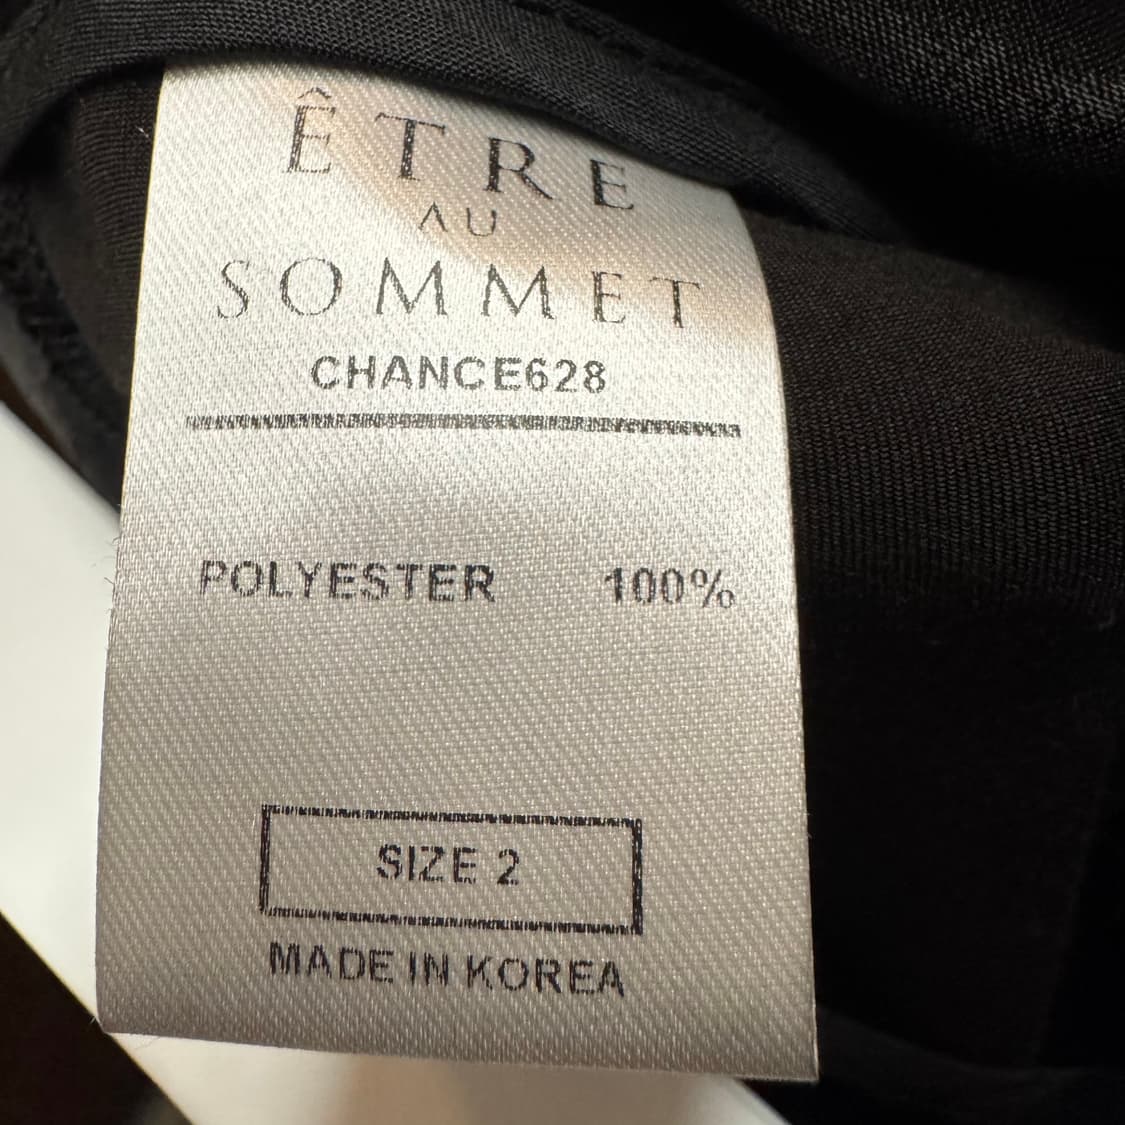 ÊTRE
AU
SOMMET
CHANCE628
POLYESTER 100%
SIZE 2
MADE IN KOREA